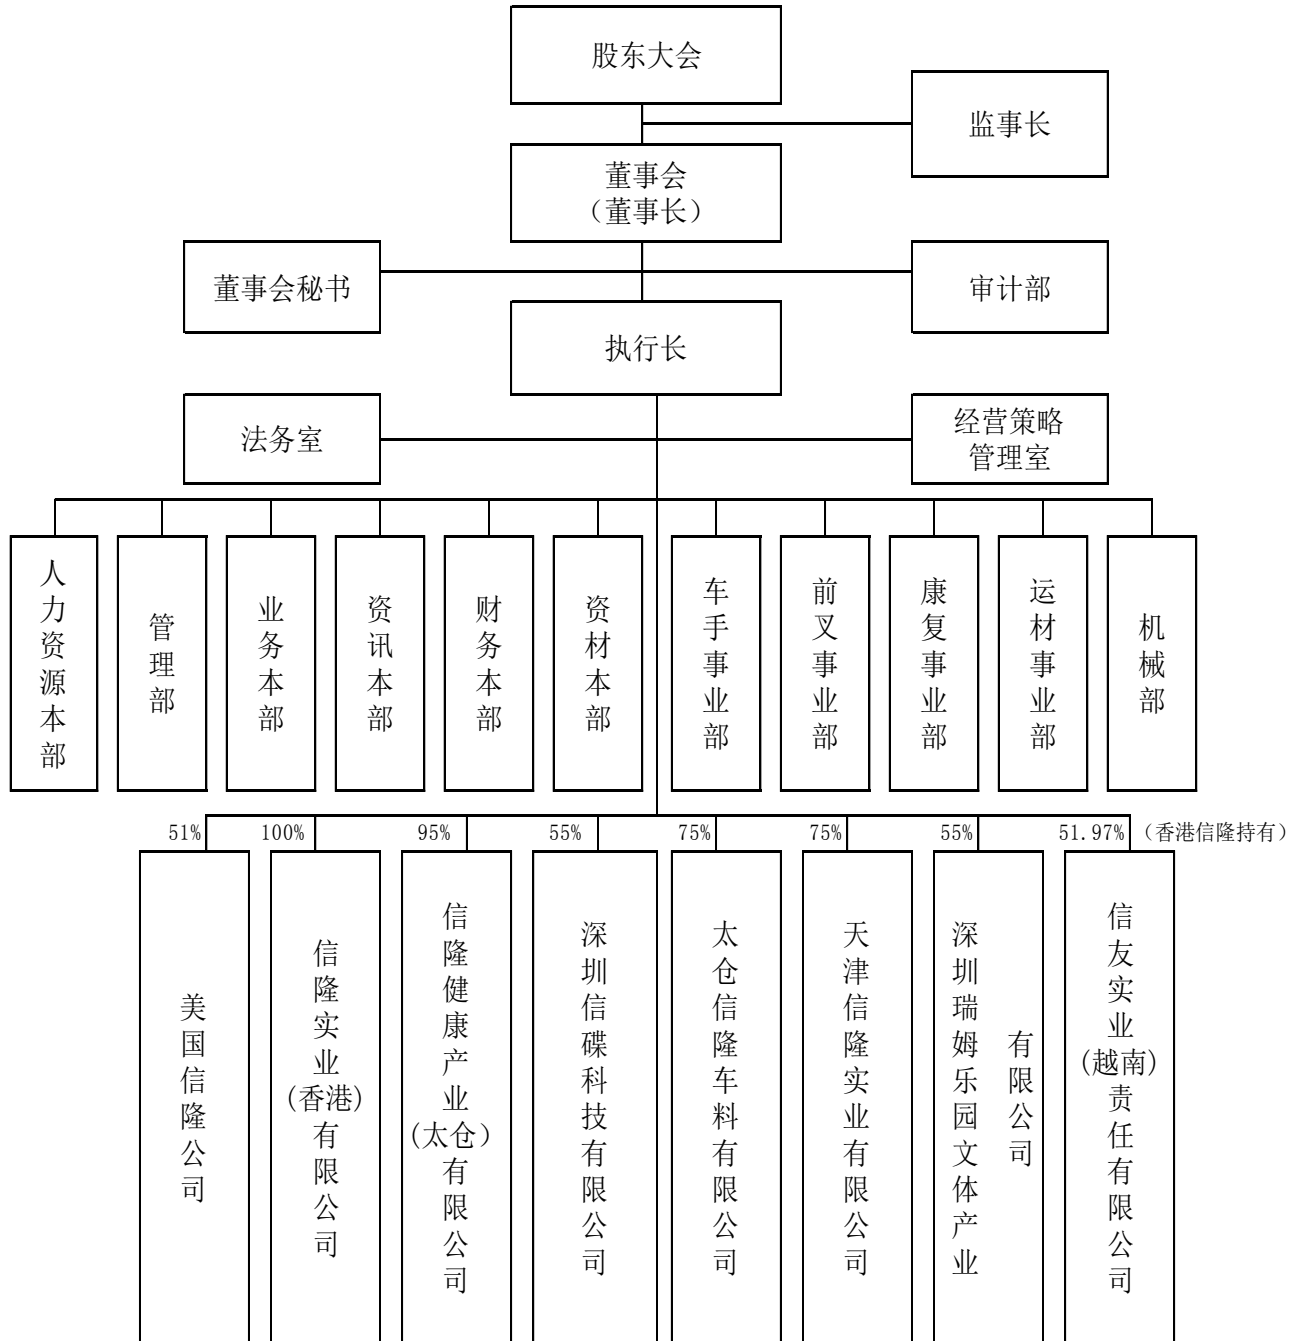 股东大会
监事长
董事会
（董事长）
董事会秘书
审计部
执行长
法务室
经营策略
管理室
人力资源本部
管理部
业务本部
资讯本部
财务本部
资材本部
车手事业部
前叉事业部
康复事业部
运材事业部
机械部
51%
100%
95%
55%
75%
75%
55%
51.97%
（香港信隆持有）
美国信隆公司
信隆实业(香港)有限公司
信隆健康产业(太仓）有限公司
深圳信碟科技有限公司
太仓信隆车料有限公司
天津信隆实业有限公司
深圳瑞姆乐园文体产业
有限公司
信友实业(越南)责任有限公司